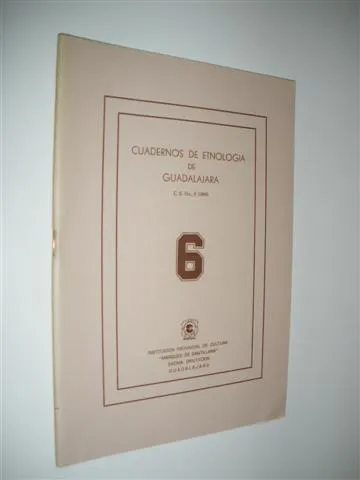 CUADERNOS DE ETNOLOGIA
DE
GUADALAJARA
6
INSTITUCION PROVINCIAL DE CULTURA
"MARQUES DE SANTILLANA"
EXCMA. DIPUTACION
GUADALAJARA